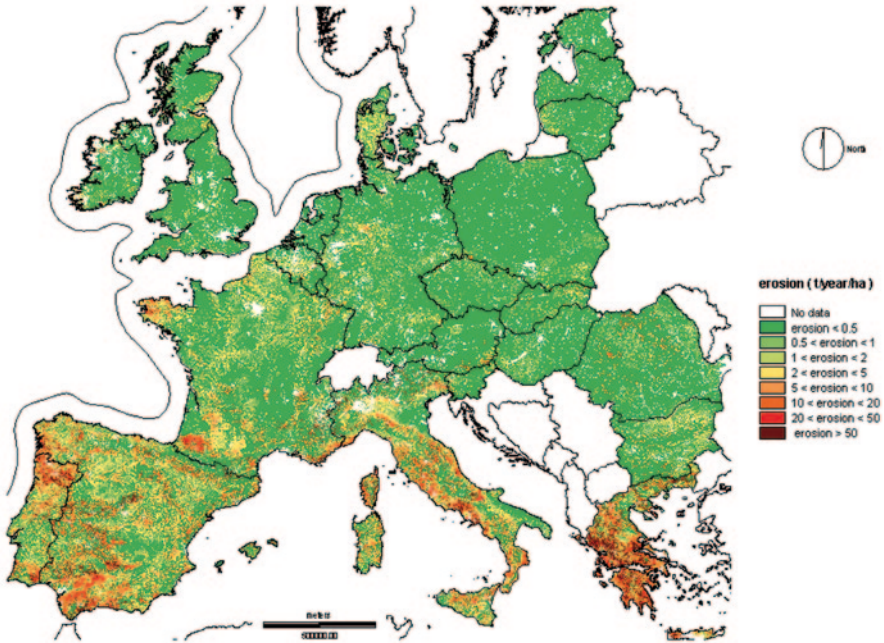 North
erosion ( t/year/ha )
No data
erosion < 0.5
0.5 < erosion < 1
1 < erosion < 2
2 < erosion < 5
5 < erosion < 10
10 < erosion < 20
20 < erosion < 50
erosion > 50